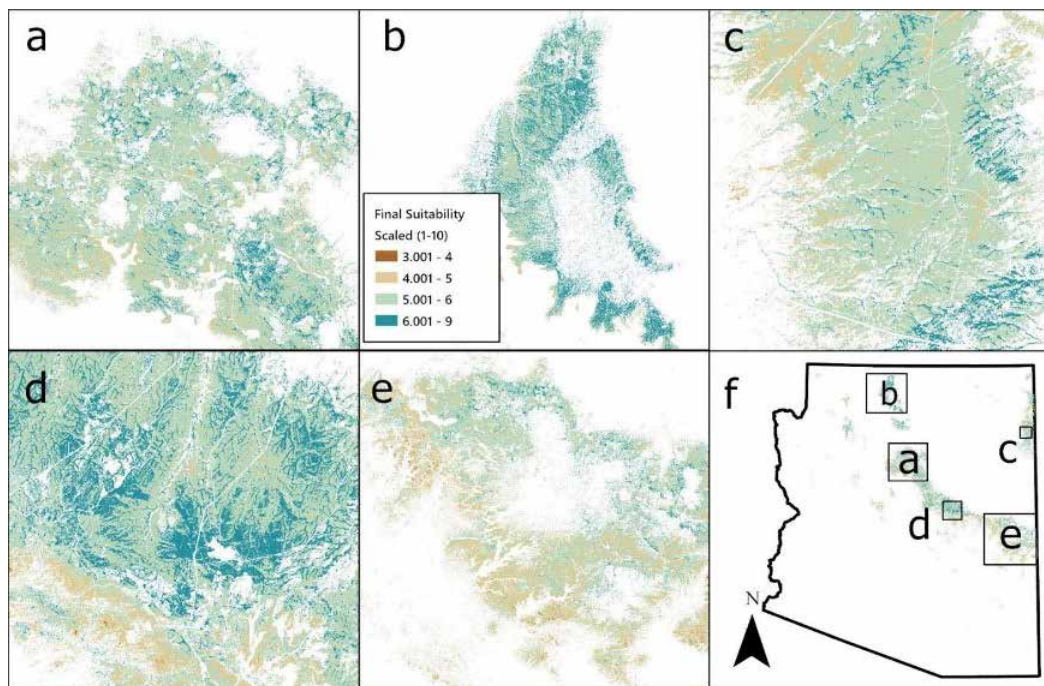 a
b
c
Final Suitability
Scaled (1-10)
3.001 - 4
4.001 - 5
5.001 - 6
6.001 - 9
d
e
f
b
c
a
d
e
N